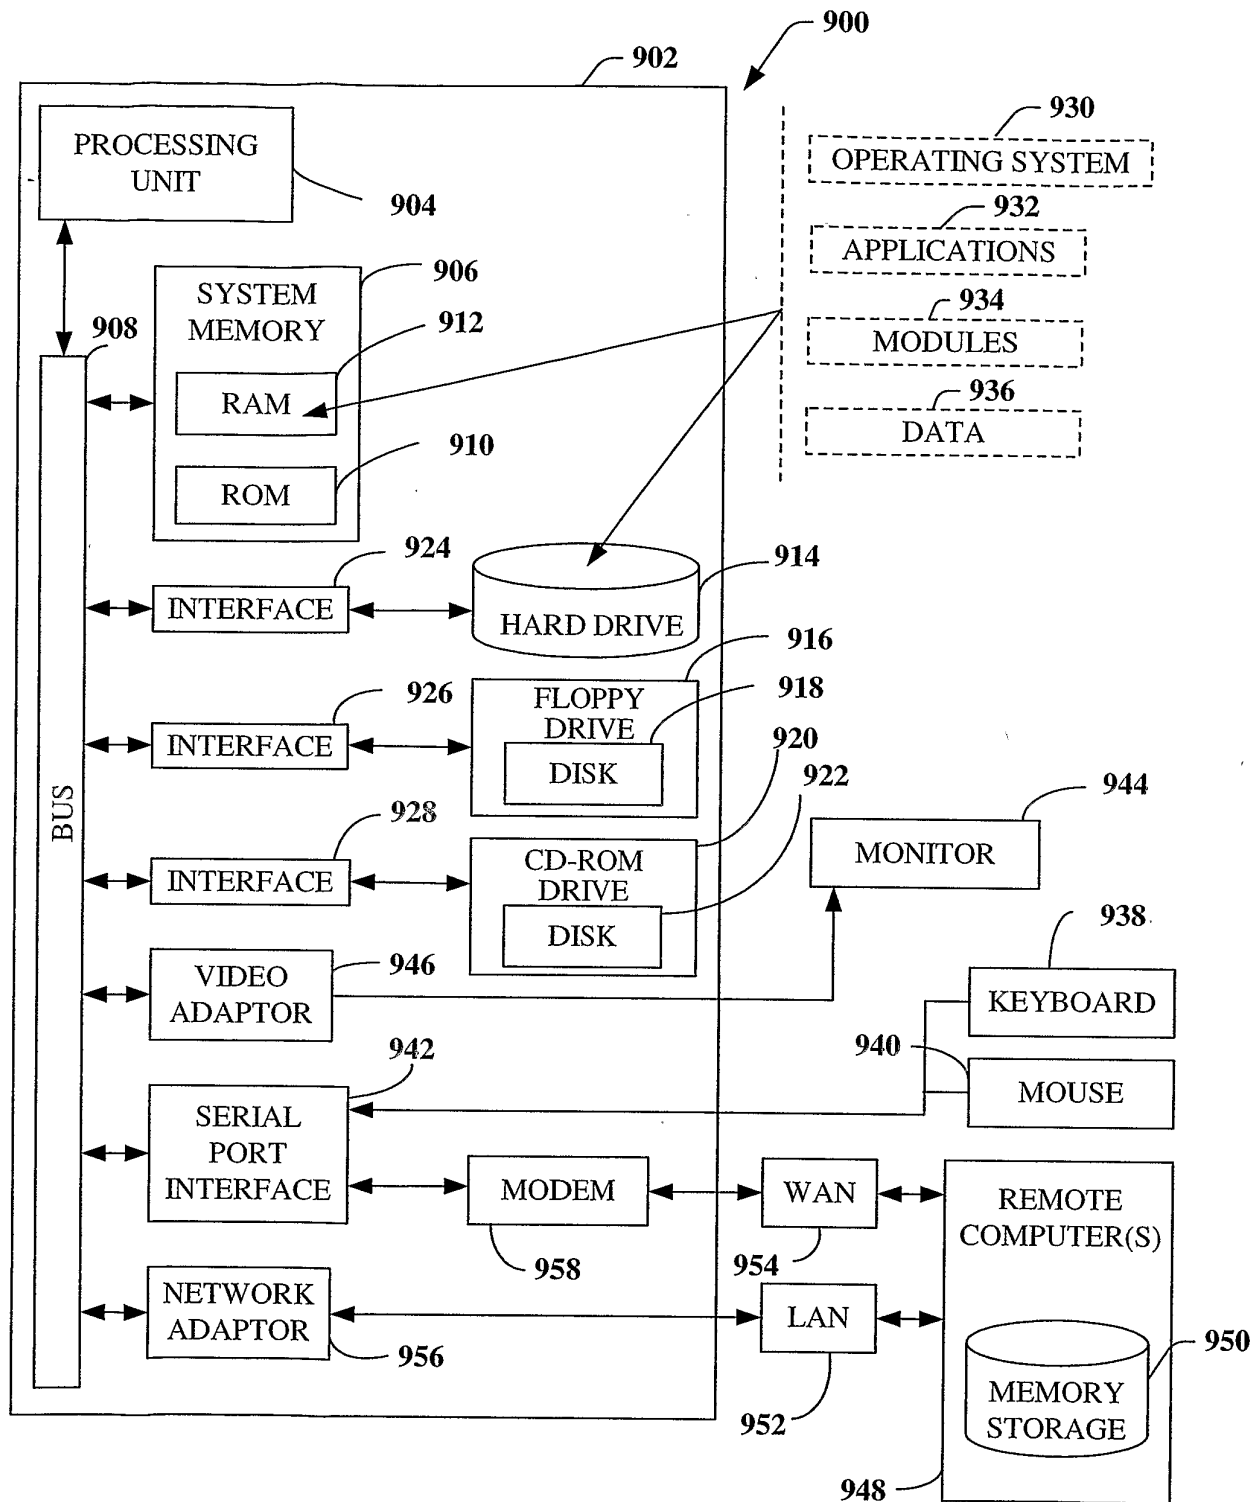 900
902
PROCESSING
UNIT
904
930
OPERATING SYSTEM
932
APPLICATIONS
934
MODULES
936
DATA
906
SYSTEM
MEMORY
912
RAM
910
ROM
908
BUS
924
INTERFACE
914
HARD DRIVE
916
926
INTERFACE
FLOPPY
DRIVE
918
DISK
920
922
928
INTERFACE
CD-ROM
DRIVE
DISK
944
MONITOR
946
VIDEO
ADAPTOR
938
KEYBOARD
940
MOUSE
942
SERIAL
PORT
INTERFACE
MODEM
958
WAN
954
REMOTE
COMPUTER(S)
NETWORK
ADAPTOR
956
LAN
952
950
MEMORY
STORAGE
948